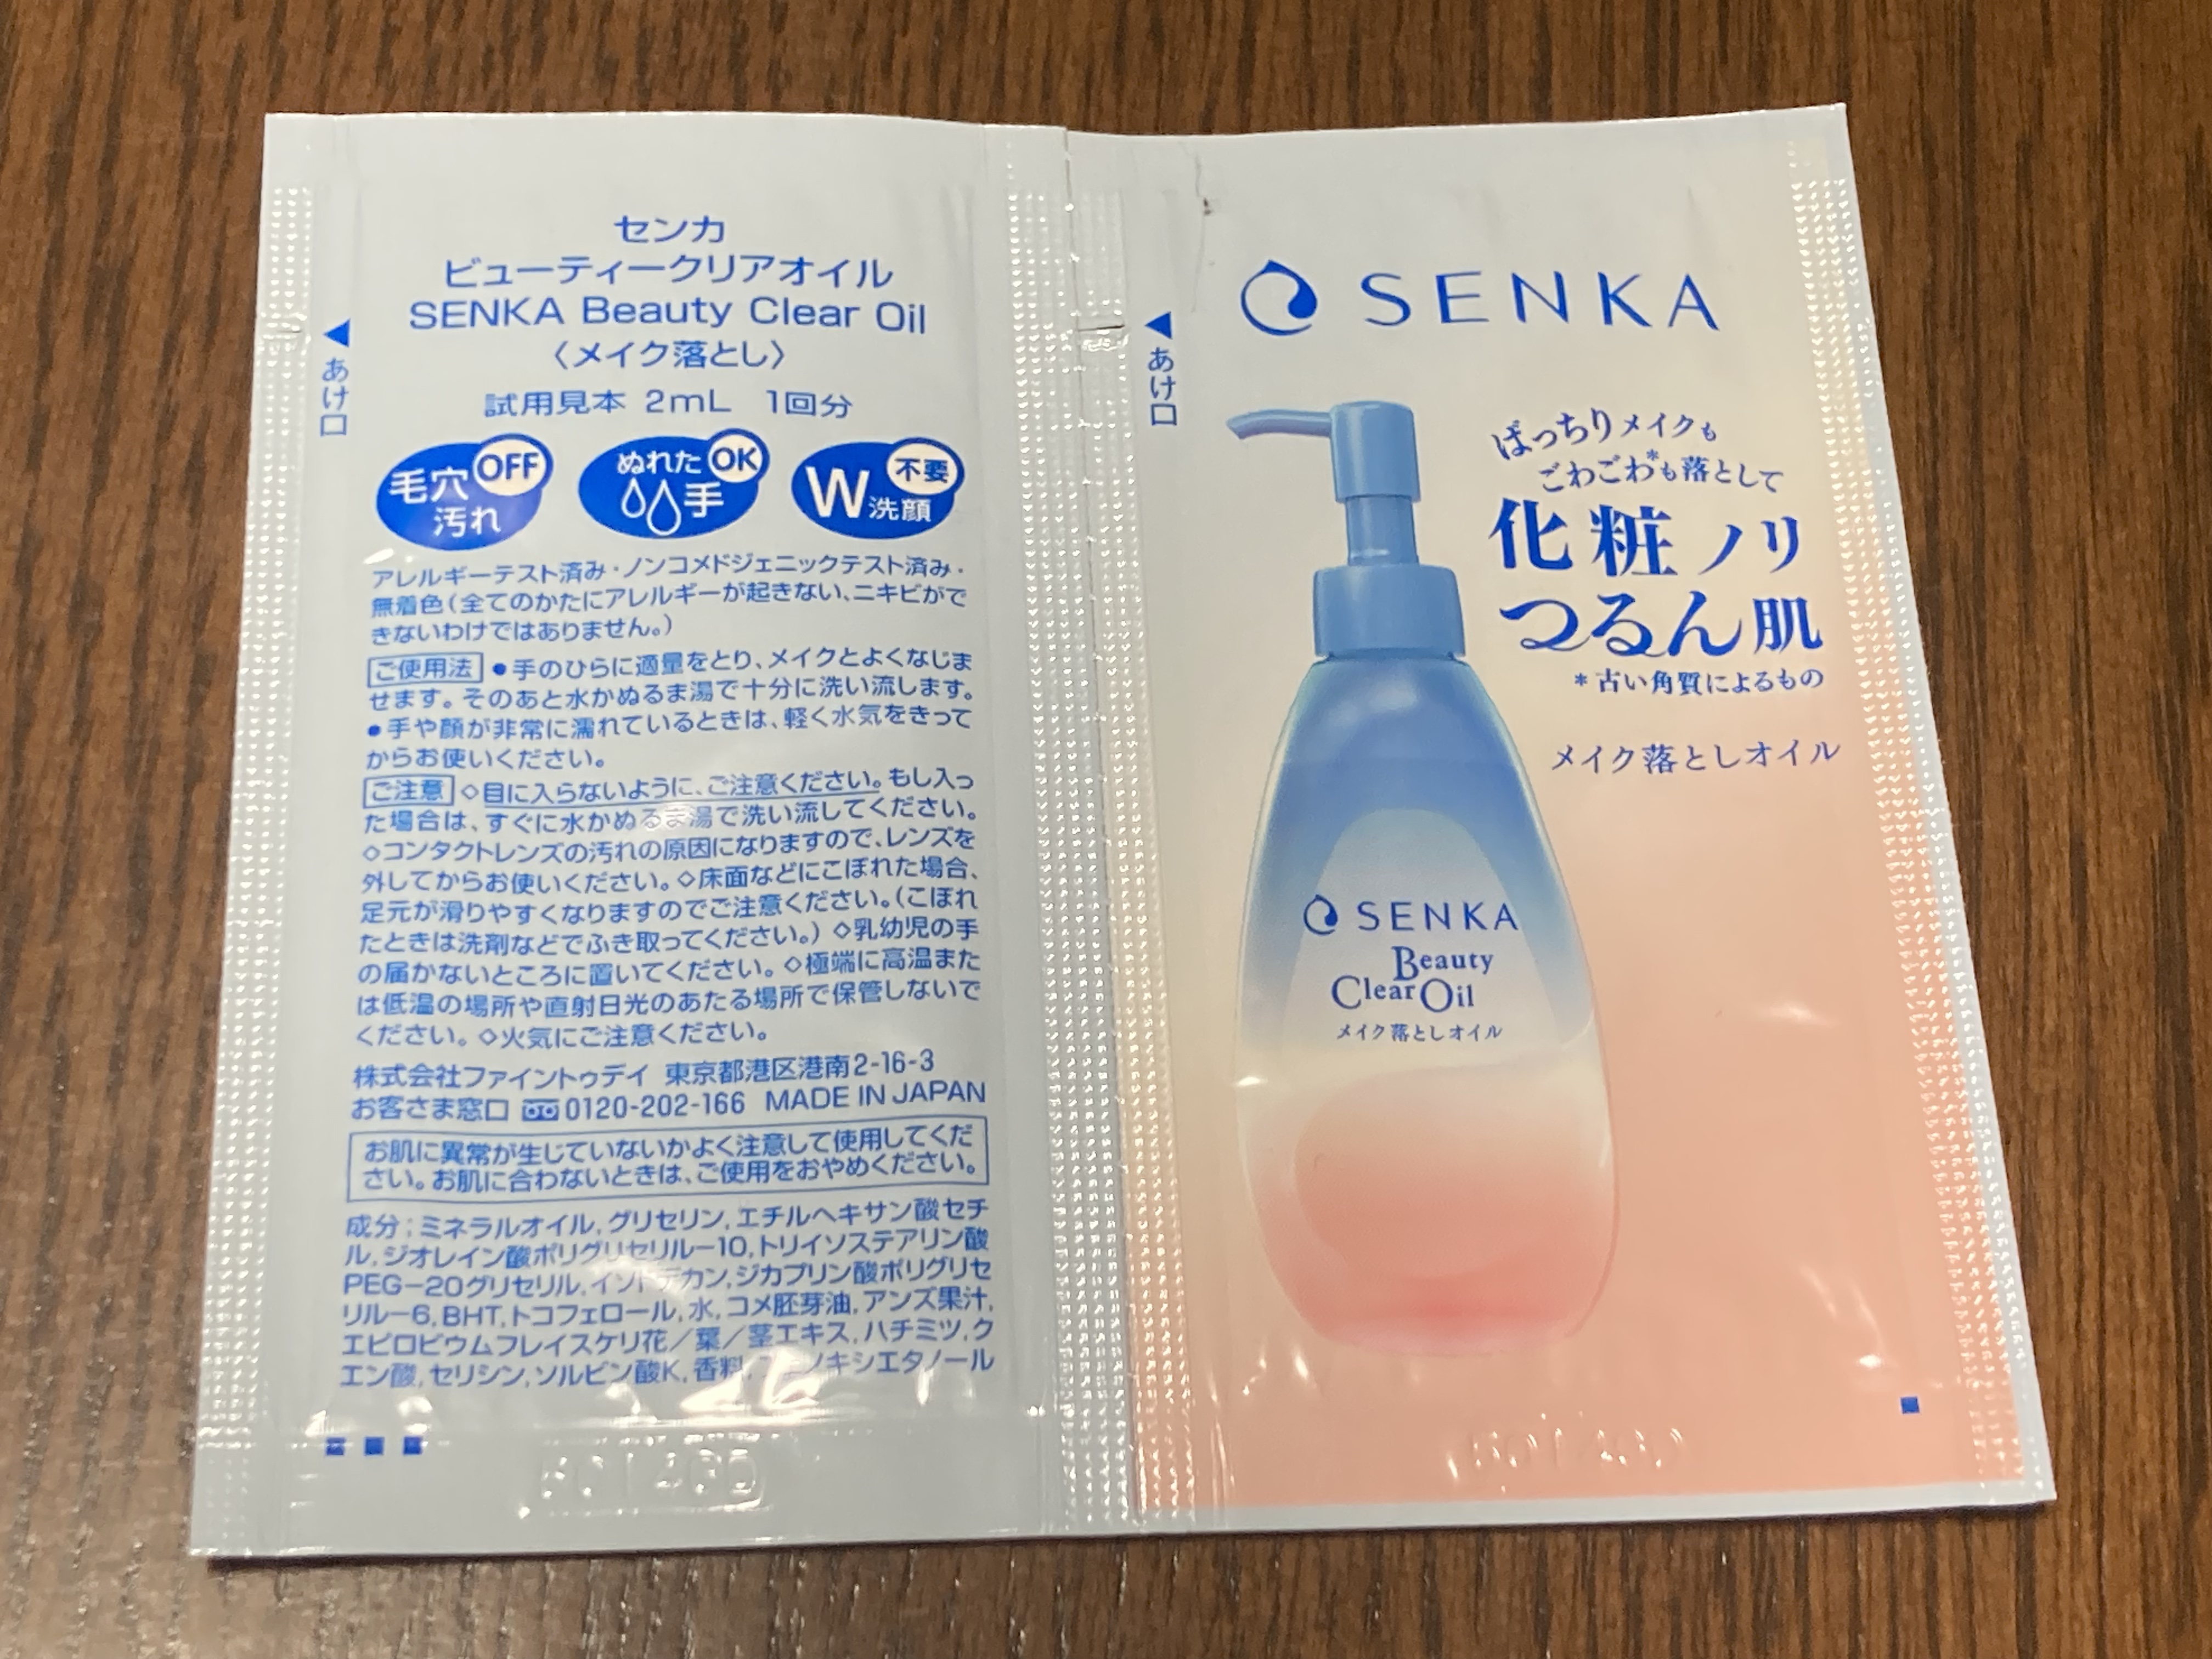 センカ
ビューティークリアオイル
SENKA Beauty Clear Oil
〈メイク落とし〉
試用見本 2mL 1回分
◀あけ口
毛穴汚れ OFF
ぬれた手 OK
W洗顔 不要
アレルギーテスト済み・ノンコメドジェニックテスト済み・
無着色(全てのかたにアレルギーが起きない、ニキビがで
きないわけではありません。)
ご使用法 ●手のひらに適量をとり、メイクとよくなじま
せます。そのあと水かぬるま湯で十分に洗い流します。
●手や顔が非常に濡れているときは、軽く水気をきって
からお使いください。
ご注意 ◇目に入らないように、ご注意ください。もし入っ
た場合は、すぐに水かぬるま湯で洗い流してください。
◇コンタクトレンズの汚れの原因になりますので、レンズを
外してからお使いください。◇床面などにこぼれた場合、
足元が滑りやすくなりますのでご注意ください。(こぼれ
たときは洗剤などでふき取ってください。) ◇乳幼児の手
の届かないところに置いてください。◇極端に高温また
は低温の場所や直射日光のあたる場所で保管しないで
ください。◇火気にご注意ください。
株式会社ファイントゥデイ 東京都港区港南2-16-3
お客さま窓口 0120-202-166 MADE IN JAPAN
お肌に異常が生じていないかよく注意して使用してくだ
さい。お肌に合わないときは、ご使用をおやめください。
成分；ミネラルオイル,グリセリン,エチルヘキサン酸セチ
ル,ジオレイン酸ポリグリセリル－10,トリイソステアリン酸
PEG－20グリセリル,イソドデカン,ジカプリン酸ポリグリセ
リル－6,BHT,トコフェロール,水,コメ胚芽油,アンズ果汁,
エピロビウムフレイスケリ花／葉／茎エキス,ハチミツ,ク
エン酸,セリシン,ソルビン酸K,香料,フェノキシエタノール
◀あけ口
SENKA
ぱっちりメイクも
ごわごわ*も落として
化粧ノリ
つるん肌
*古い角質によるもの
メイク落としオイル
SENKA
Beauty
Clear Oil
メイク落としオイル